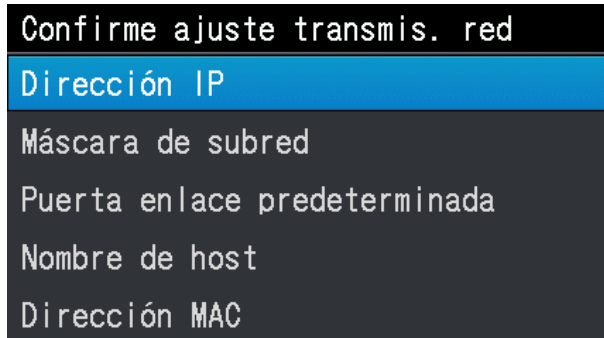 Confirme ajuste transmis. red
Dirección IP
Máscara de subred
Puerta enlace predeterminada
Nombre de host
Dirección MAC